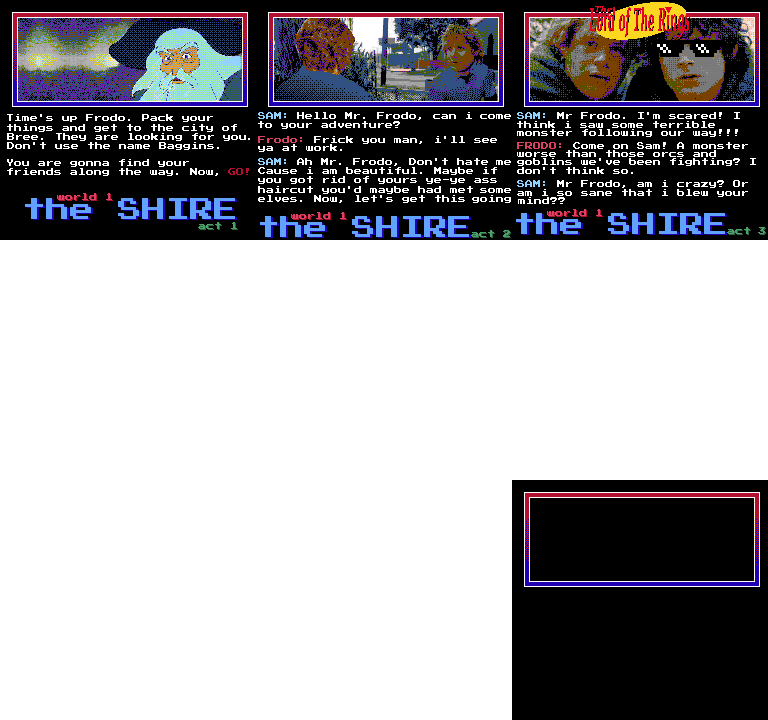 Time's up Frodo. Pack your
things and get to the city of
Bree. They are looking for you.
Don't use the name Baggins.
You are gonna find your
friends along the way. Now, GO!
world 1
the SHIRE
act 1
SAM: Hello Mr. Frodo, can i come
to your adventure?
Frodo: Frick you man, i'll see
ya at work.
SAM: Ah Mr. Frodo, Don't hate me
Cause i am beautiful. Maybe if
you got rid of yours ye-ye ass
haircut you'd maybe had met some
elves. Now, let's get this going
world 1
the SHIRE
act 2
The
Lord of The Rings
SAM: Mr Frodo. I'm scared! I
think i saw some terrible
monster following our way!!!
FRODO: Come on Sam! A monster
worse than those orcs and
goblins we've been fighting? I
don't think so.
SAM: Mr Frodo, am i crazy? Or
am i so sane that i blew your
mind??
world 1
the SHIRE
act 3